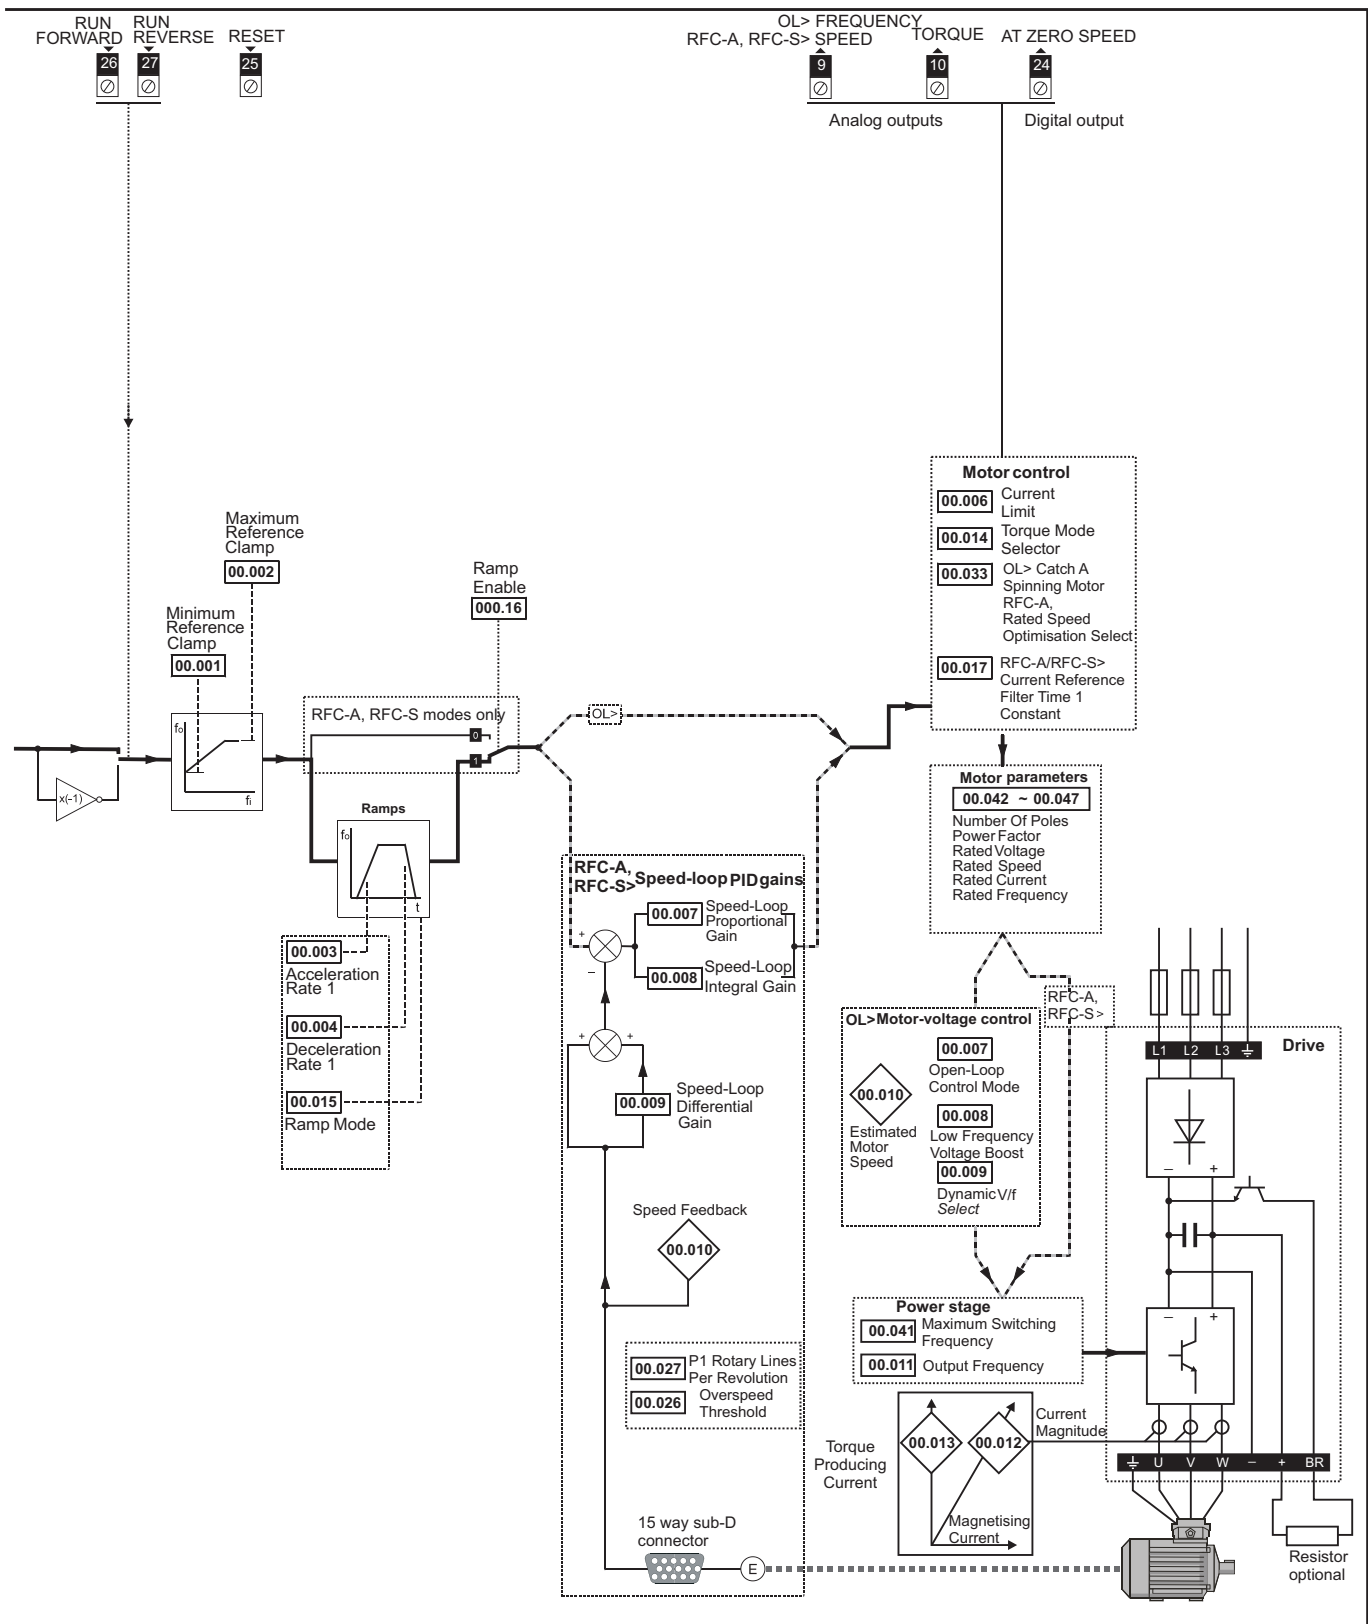 RUN
FORWARD
RUN
REVERSE
RESET
26
27
25
OL> FREQUENCY
RFC-A, RFC-S> SPEED
TORQUE
AT ZERO SPEED
9
10
24
Analog outputs
Digital output
Motor control
00.006
Current
Limit
00.014
Torque Mode
Selector
00.033
OL> Catch A
Spinning Motor
RFC-A,
Rated Speed
Optimisation Select
00.017
RFC-A/RFC-S>
Current Reference
Filter Time 1
Constant
Maximum
Reference
Clamp
00.002
Minimum
Reference
Clamp
00.001
Ramp
Enable
000.16
RFC-A, RFC-S modes only
0
1
OL>
fo
fi
x(-1)
Ramps
fo
t
00.003
Acceleration
Rate 1
00.004
Deceleration
Rate 1
00.015
Ramp Mode
Motor parameters
00.042 ~ 00.047
Number Of Poles
Power Factor
Rated Voltage
Rated Speed
Rated Current
Rated Frequency
RFC-A,
RFC-S> Speed-loop PID gains
+
–
00.007
Speed-Loop
Proportional
Gain
00.008
Speed-Loop
Integral Gain
+
+
00.009
Speed-Loop
Differential
Gain
Speed Feedback
00.010
00.027
P1 Rotary Lines
Per Revolution
00.026
Overspeed
Threshold
15 way sub-D
connector
E
RFC-A,
RFC-S >
OL> Motor-voltage control
00.007
Open-Loop
Control Mode
00.010
Estimated
Motor
Speed
00.008
Low Frequency
Voltage Boost
00.009
Dynamic V/f
Select
Power stage
00.041
Maximum Switching
Frequency
00.011
Output Frequency
00.013
00.012
Torque
Producing
Current
Current
Magnitude
Magnetising
Current
L1 L2 L3
Drive
– +
– +
U V W – + BR
Resistor
optional